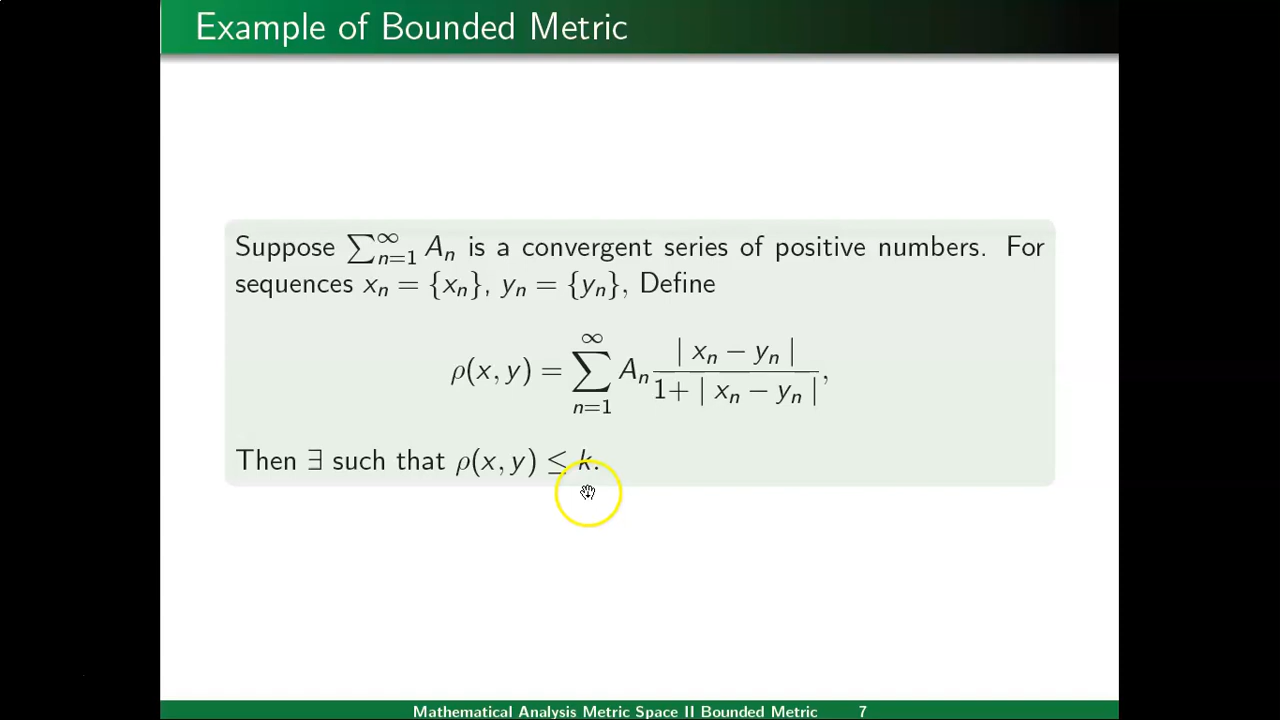 Example of Bounded Metric
Suppose ∑_{n=1}^{∞} A_n is a convergent series of positive numbers. For
sequences x_n = {x_n}, y_n = {y_n}, Define
ρ(x, y) = ∑_{n=1}^{∞} A_n \frac{| x_n − y_n |}{1+ | x_n − y_n |},
Then ∃ such that ρ(x, y) ≤ k.
Mathematical Analysis Metric Space II Bounded Metric 7